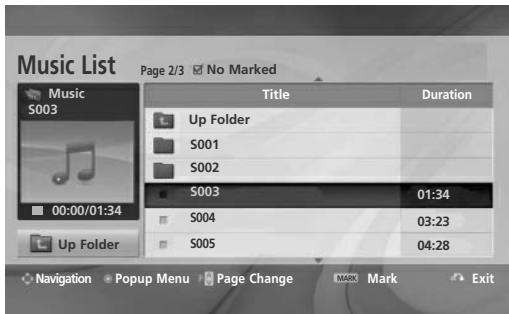 Music List Page 2/3 No Marked
Music
S003
00:00/01:34
Up Folder
Title Duration
Up Folder
S001
S002
S003 01:34
S004 03:23
S005 04:28
Navigation Popup Menu P Page Change MARK Mark Exit